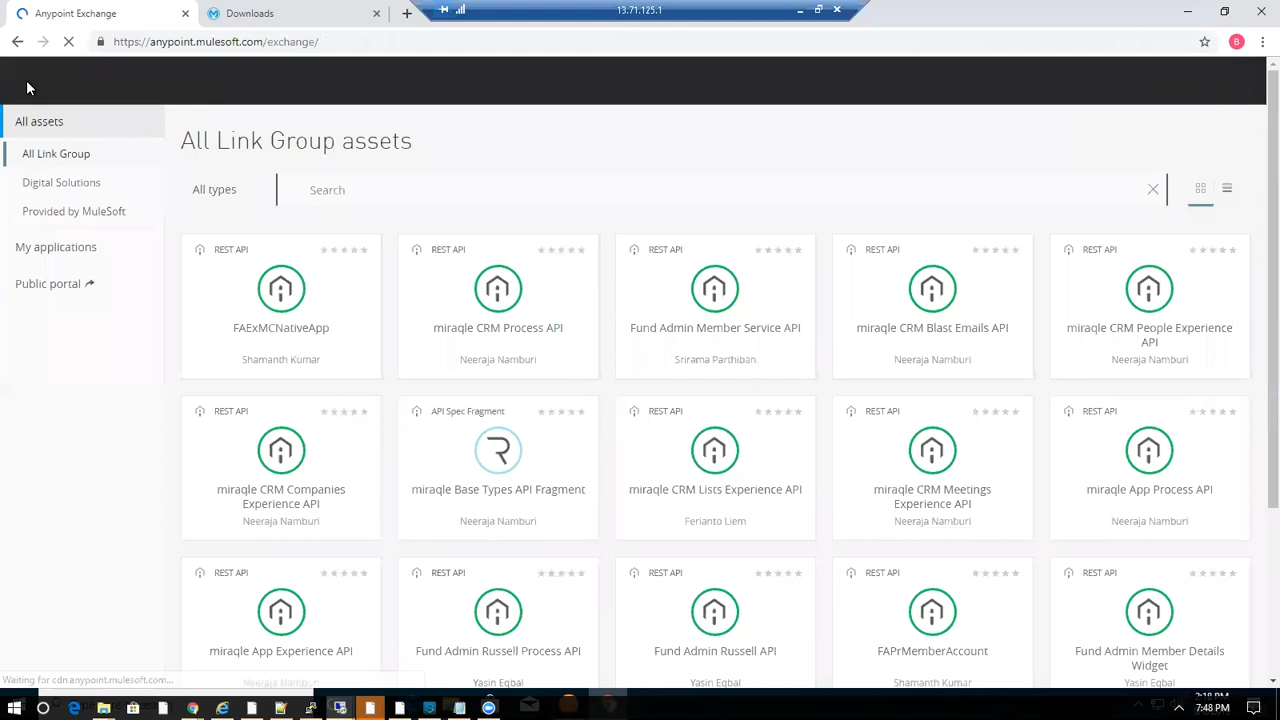 Anypoint Exchange
Downloads
13.71.125.1
https://anypoint.mulesoft.com/exchange/
B
All assets
All Link Group
Digital Solutions
Provided by MuleSoft
My applications
Public portal
All Link Group assets
All types
Search
REST API
REST API
REST API
REST API
REST API
FAExMCNativeApp
miraqle CRM Process API
Fund Admin Member Service API
miraqle CRM Blast Emails API
miraqle CRM People Experience
API
Shamanth Kumar
Neeraja Namburi
Srirama Parthiban
Neeraja Namburi
Neeraja Namburi
REST API
API Spec Fragment
REST API
REST API
REST API
miraqle CRM Companies
Experience API
miraqle Base Types API Fragment
miraqle CRM Lists Experience API
miraqle CRM Meetings
Experience API
miraqle App Process API
Neeraja Namburi
Neeraja Namburi
Ferianto Liem
Neeraja Namburi
Neeraja Namburi
REST API
REST API
REST API
REST API
REST API
miraqle App Experience API
Fund Admin Russell Process API
Fund Admin Russell API
FAPrMemberAccount
Fund Admin Member Details
Widget
Neeraja Namburi
Yasin Eqbal
Yasin Eqbal
Shamanth Kumar
Yasin Eqbal
Waiting for cdn.anypoint.mulesoft.com...
7:48 PM